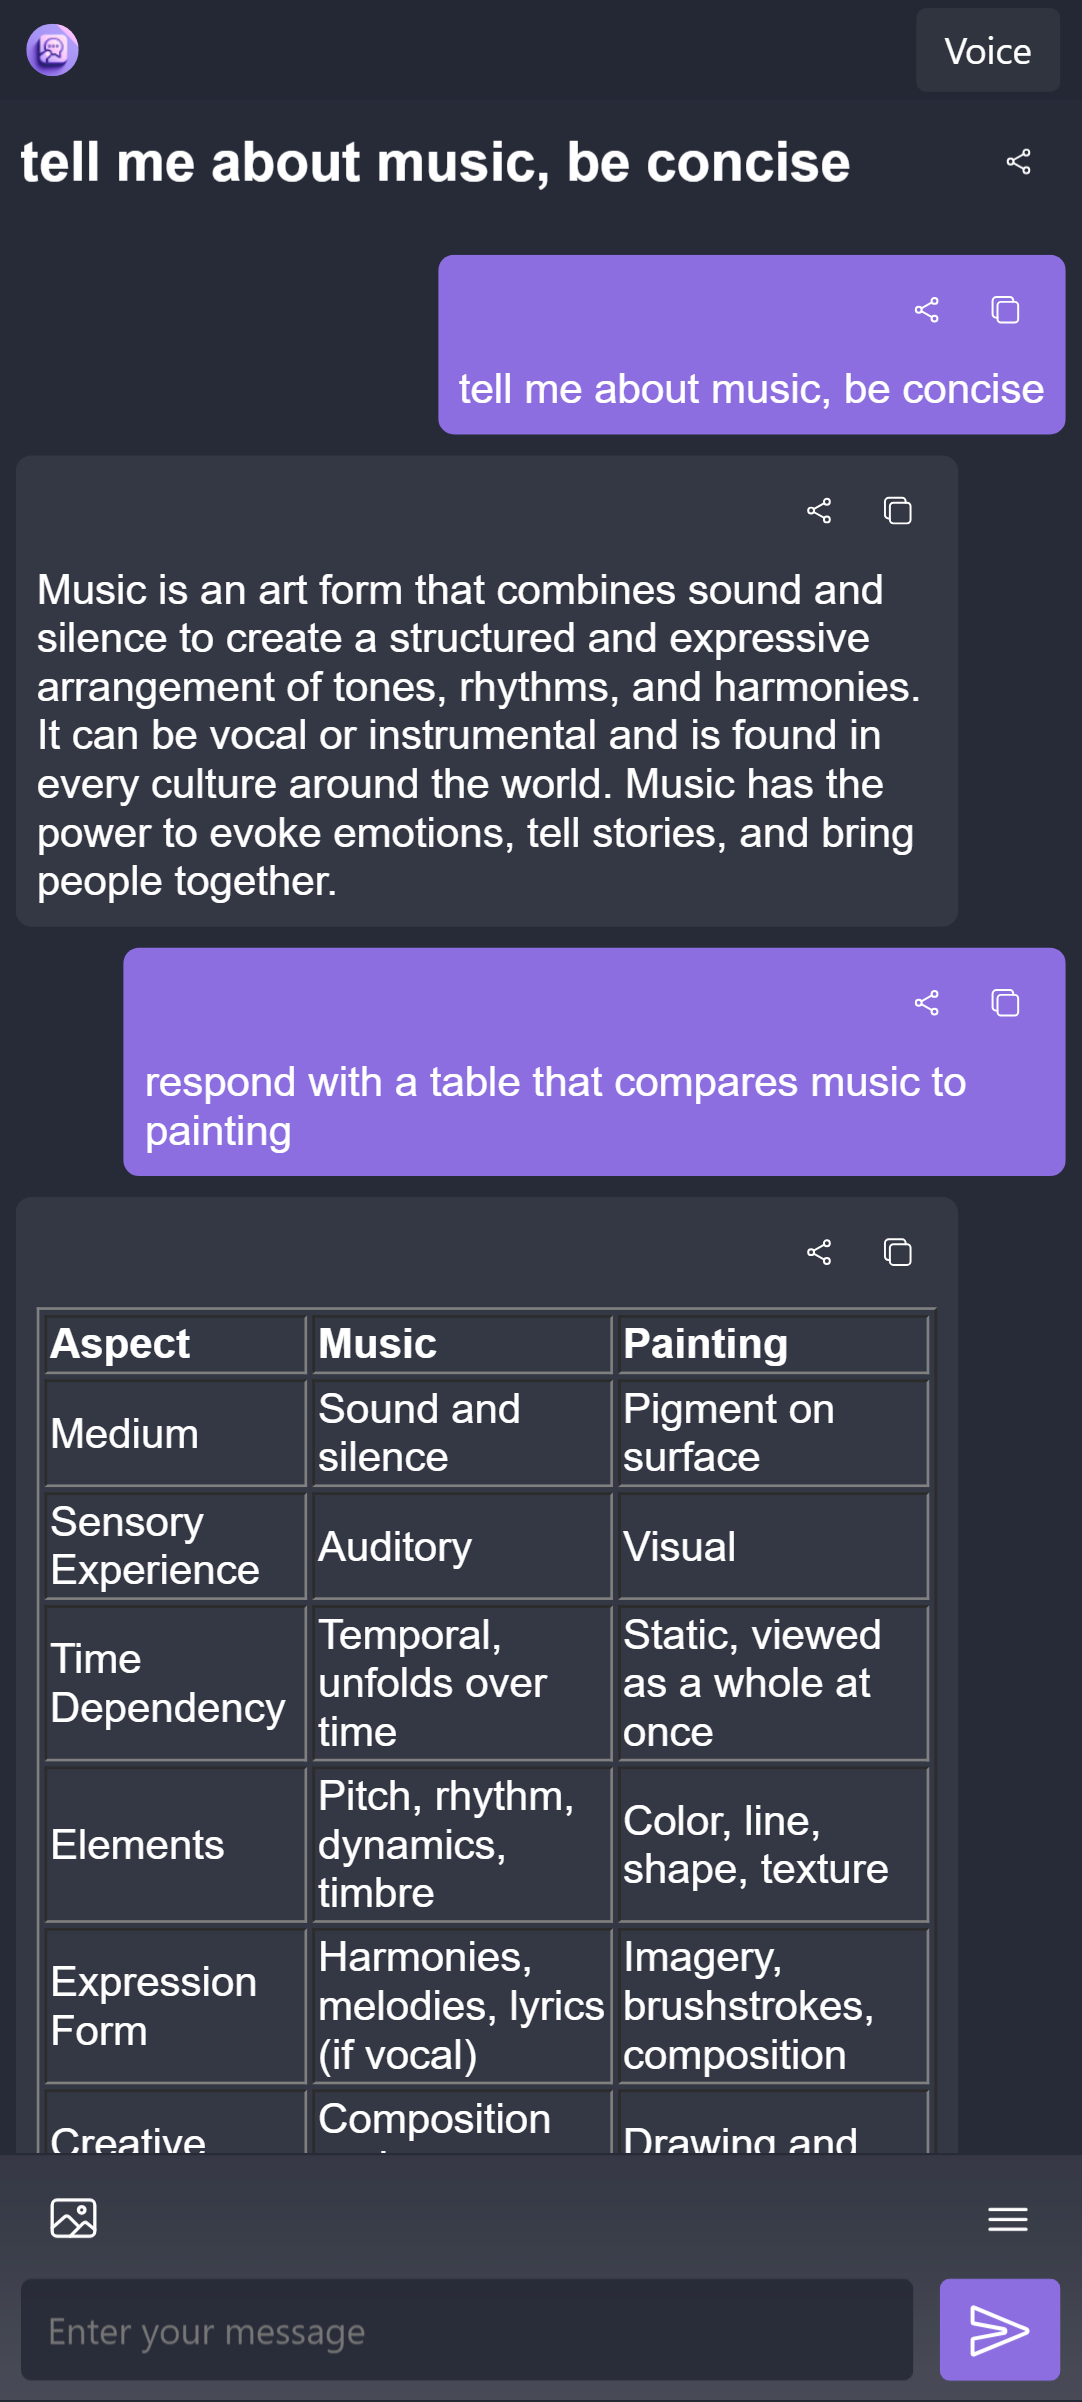 Voice
tell me about music, be concise
tell me about music, be concise
Music is an art form that combines sound and
silence to create a structured and expressive
arrangement of tones, rhythms, and harmonies.
It can be vocal or instrumental and is found in
every culture around the world. Music has the
power to evoke emotions, tell stories, and bring
people together.
respond with a table that compares music to
painting
Aspect Music Painting
Medium Sound and silence Pigment on surface
Sensory Experience Auditory Visual
Time Dependency Temporal, unfolds over time Static, viewed as a whole at once
Elements Pitch, rhythm, dynamics, timbre Color, line, shape, texture
Expression Form Harmonies, melodies, lyrics (if vocal) Imagery, brushstrokes, composition
Creative Composition Drawing and
Enter your message